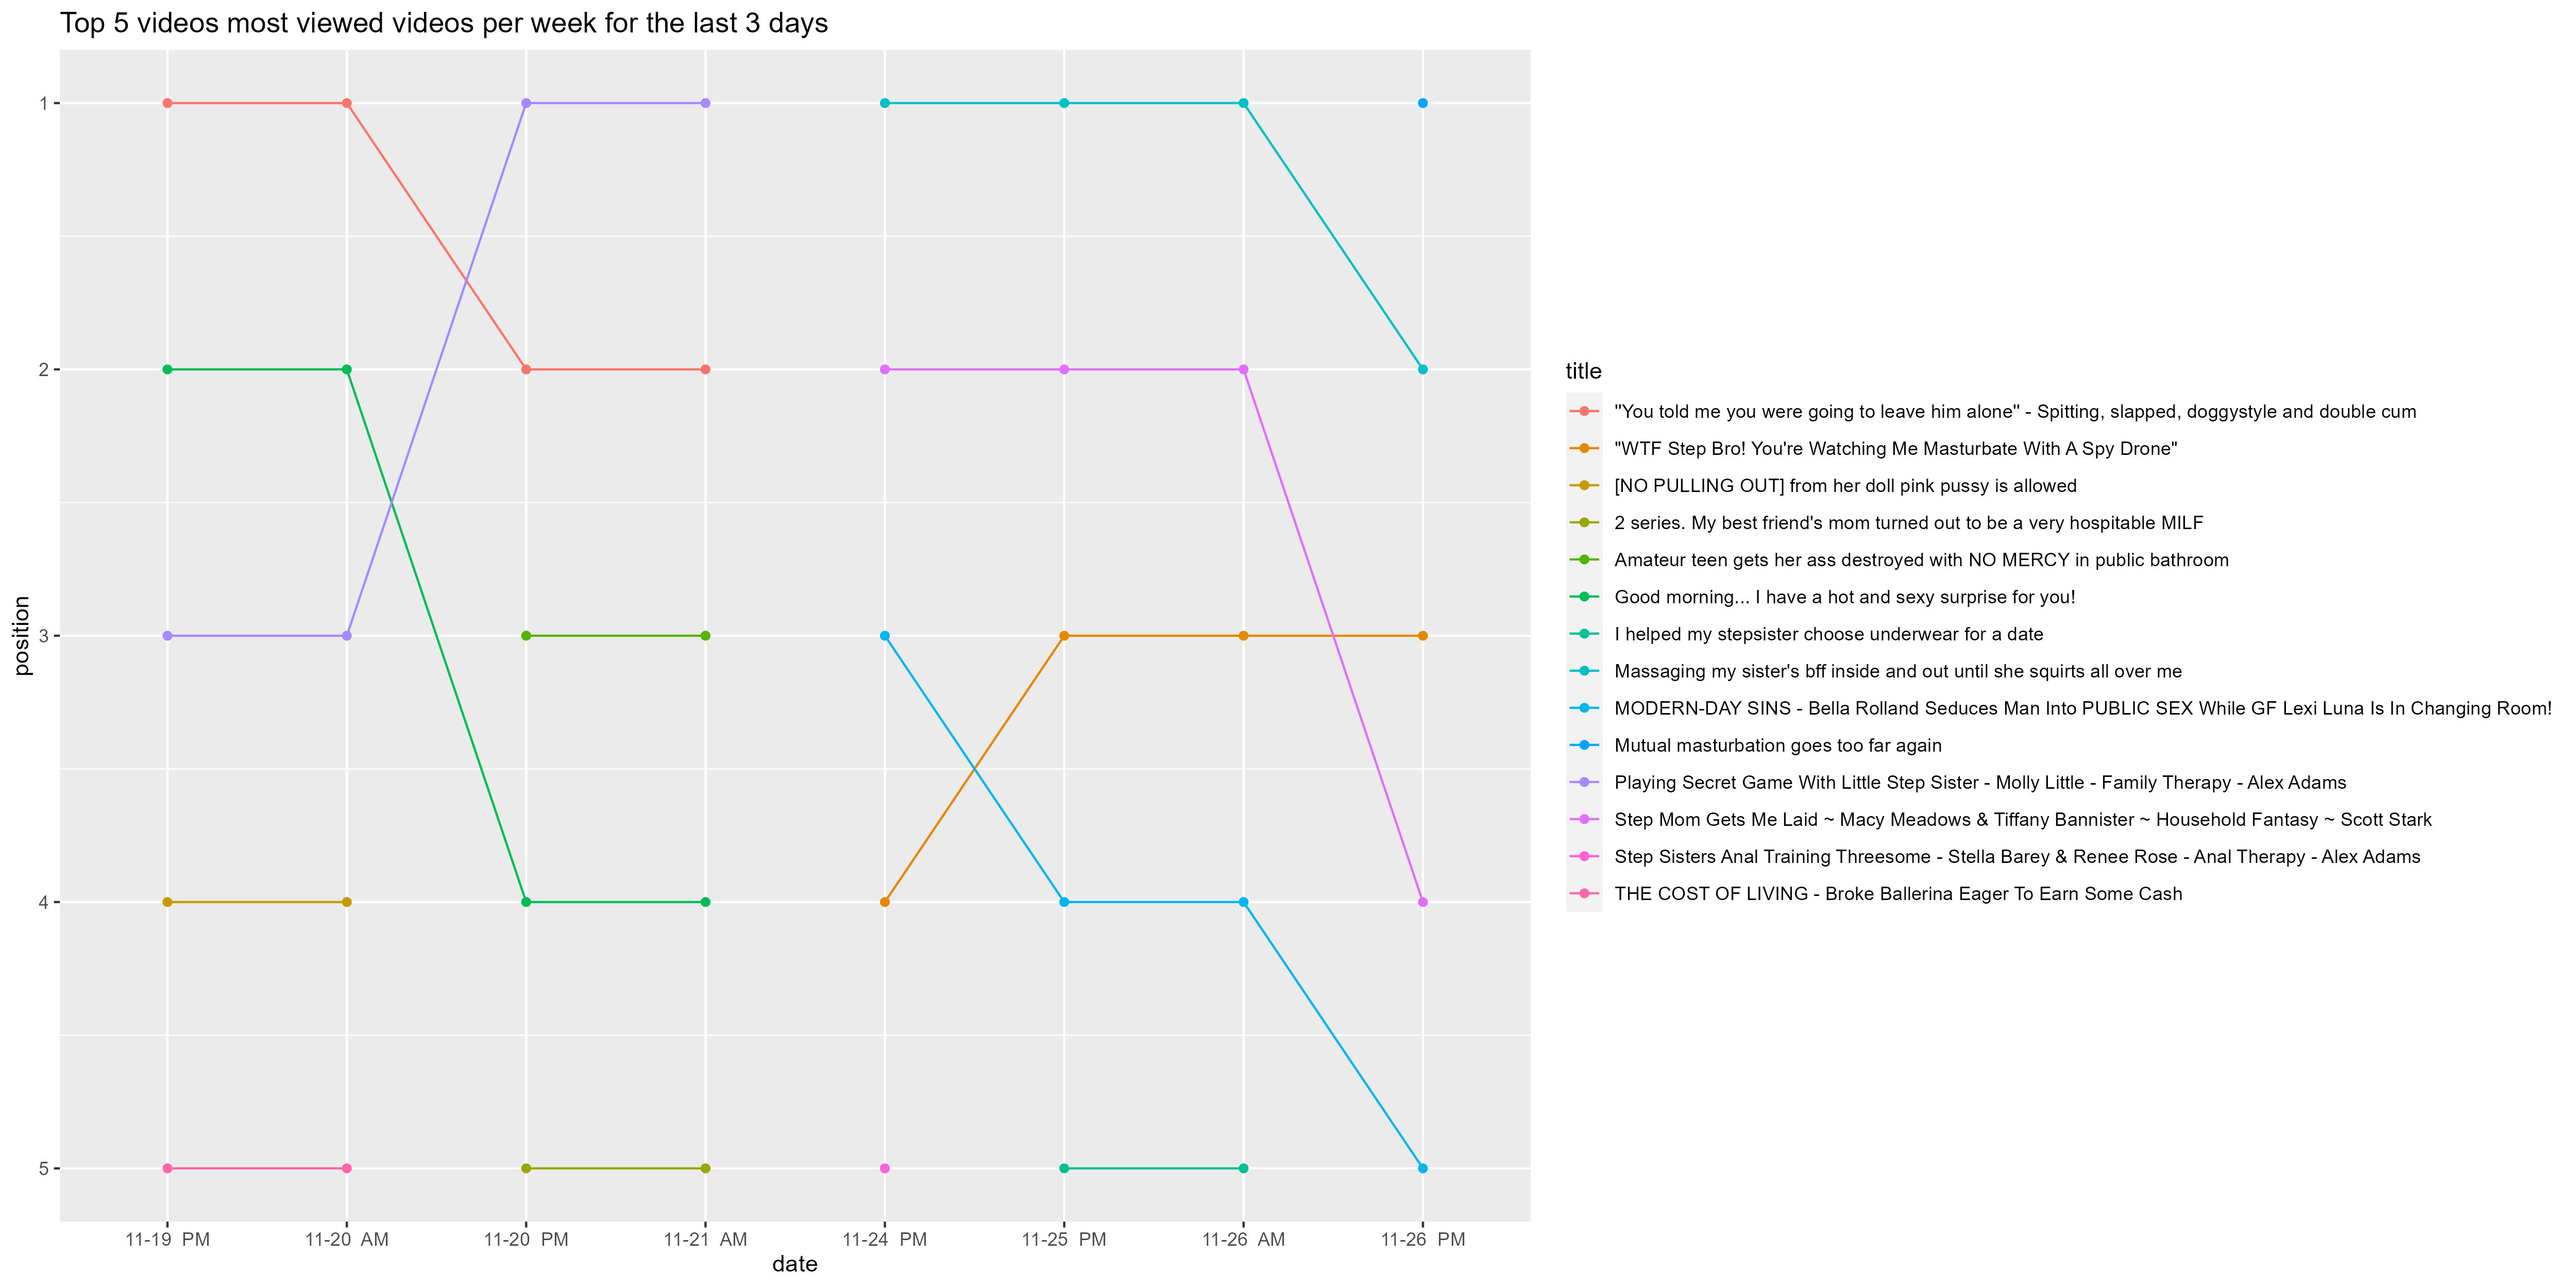 Top 5 videos most viewed videos per week for the last 3 days
position
1
2
3
4
5
11-19 PM
11-20 AM
11-20 PM
11-21 AM
11-24 PM
11-25 PM
11-26 AM
11-26 PM
date
title
"You told me you were going to leave him alone" - Spitting, slapped, doggystyle and double cum
"WTF Step Bro! You're Watching Me Masturbate With A Spy Drone"
[NO PULLING OUT] from her doll pink pussy is allowed
2 series. My best friend's mom turned out to be a very hospitable MILF
Amateur teen gets her ass destroyed with NO MERCY in public bathroom
Good morning... I have a hot and sexy surprise for you!
I helped my stepsister choose underwear for a date
Massaging my sister's bff inside and out until she squirts all over me
MODERN-DAY SINS - Bella Rolland Seduces Man Into PUBLIC SEX While GF Lexi Luna Is In Changing Room!
Mutual masturbation goes too far again
Playing Secret Game With Little Step Sister - Molly Little - Family Therapy - Alex Adams
Step Mom Gets Me Laid ~ Macy Meadows & Tiffany Bannister ~ Household Fantasy ~ Scott Stark
Step Sisters Anal Training Threesome - Stella Barey & Renee Rose - Anal Therapy - Alex Adams
THE COST OF LIVING - Broke Ballerina Eager To Earn Some Cash